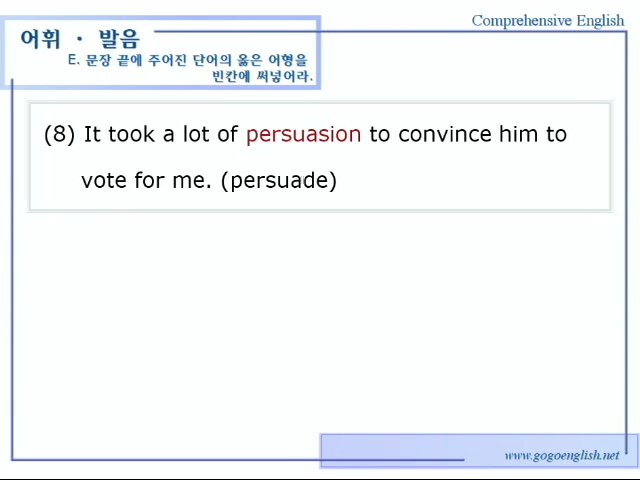 Comprehensive English
어휘 · 발음
E. 문장 끝에 주어진 단어의 옳은 어형을
빈칸에 써넣어라.
(8) It took a lot of persuasion to convince him to
vote for me. (persuade)
www.gogoenglish.net